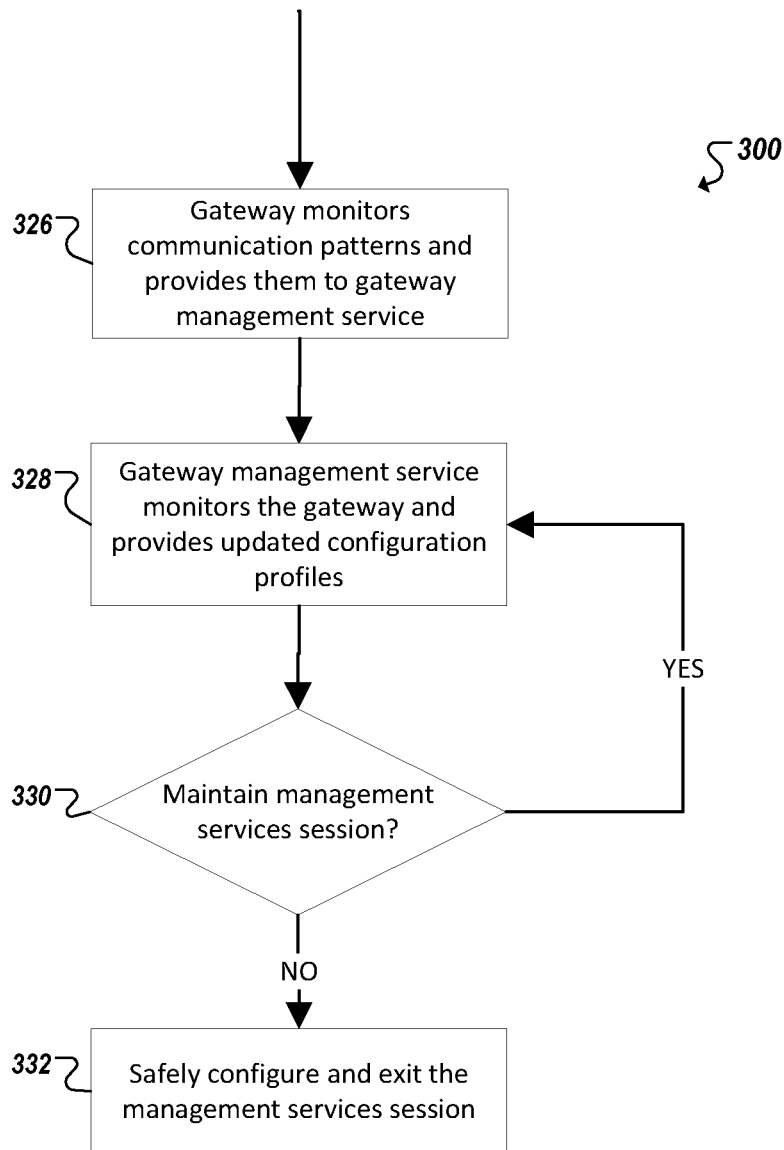 300
326
Gateway monitors
communication patterns and
provides them to gateway
management service
328
Gateway management service
monitors the gateway and
provides updated configuration
profiles
YES
330
Maintain management
services session?
NO
332
Safely configure and exit the
management services session